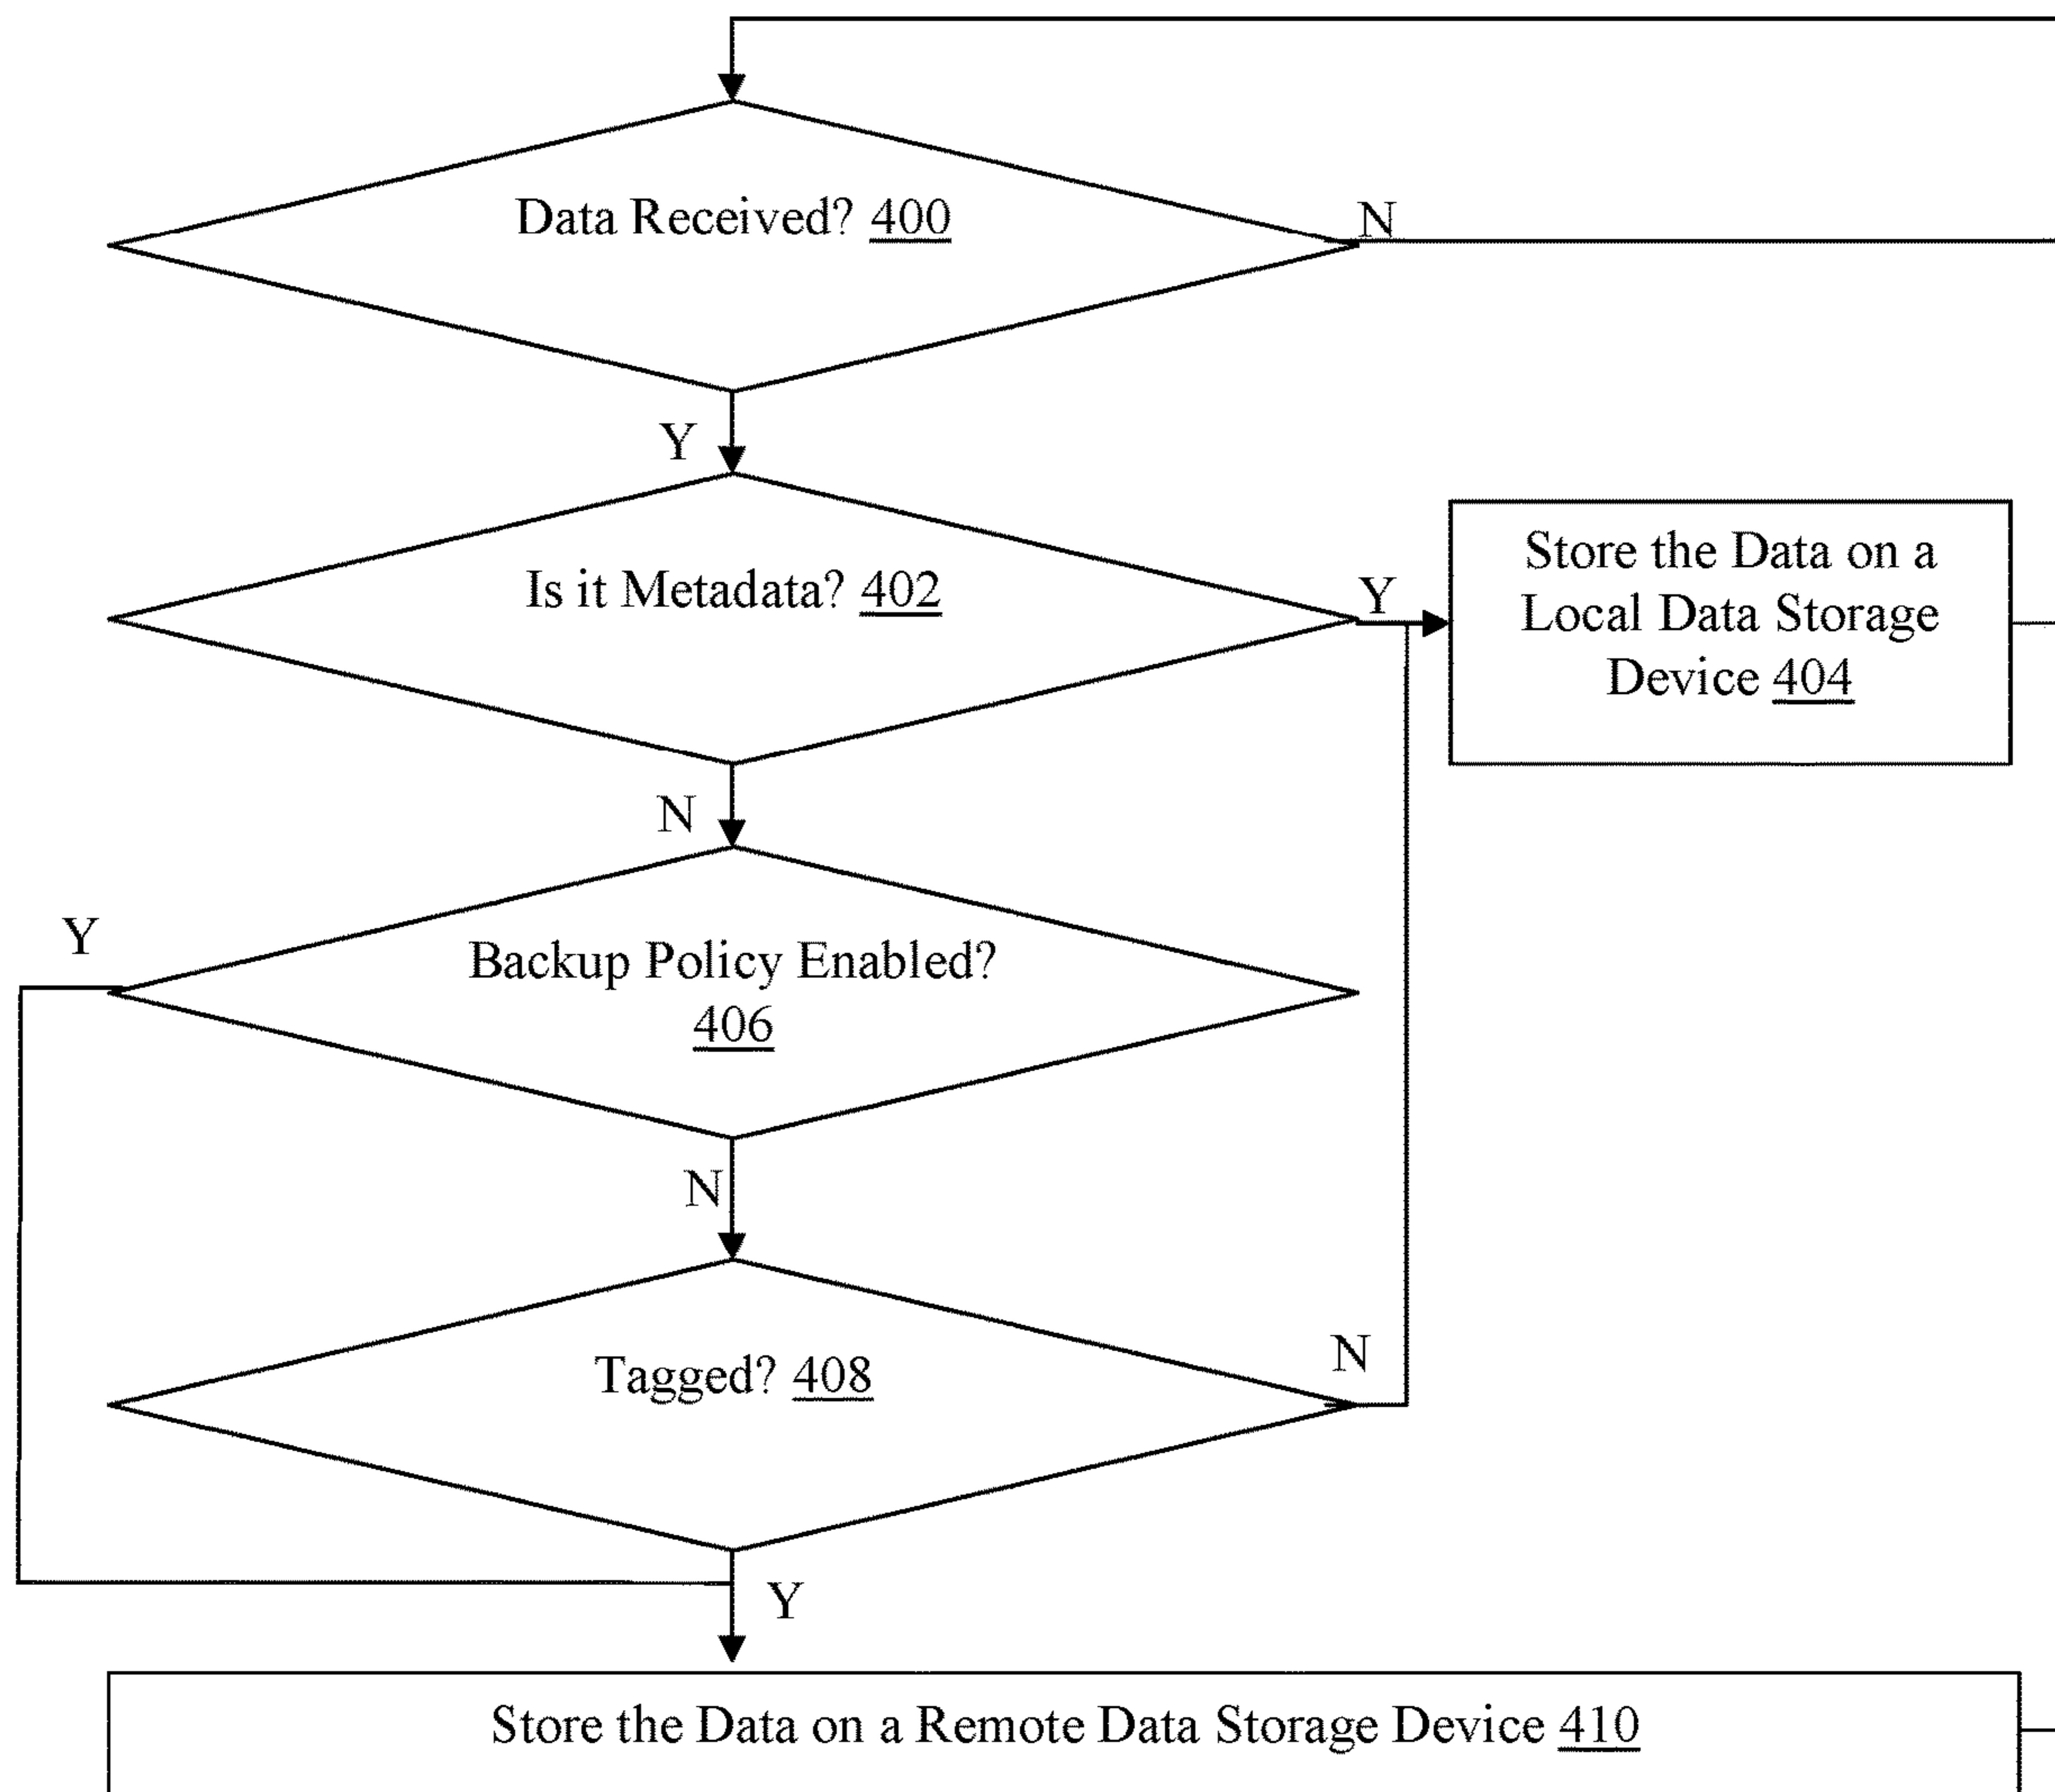 Data Received? 400
N
Y
Is it Metadata? 402
Y
Store the Data on a
Local Data Storage
Device 404
N
Y
Backup Policy Enabled?
406
N
Tagged? 408
N
Y
Store the Data on a Remote Data Storage Device 410